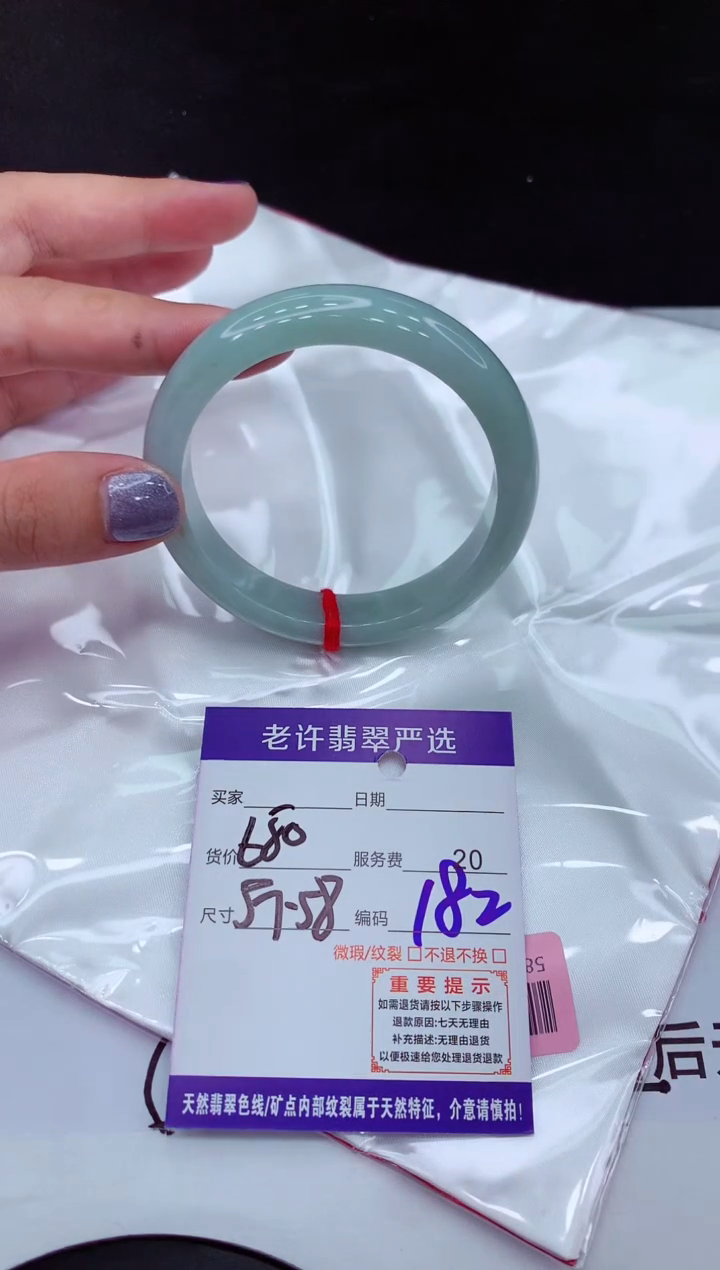 老许翡翠严选
买家 日期
货价 680 服务费 20
尺寸 57-58 编码 182
微瑕/纹裂 □ 不退不换 □
重要提示
如需退货请按以下步骤操作
退款原因:七天无理由
补充描述:无理由退货
以便极速给您处理退货退款
天然翡翠色线/矿点内部纹裂属于天然特征，介意请慎拍!
58
后